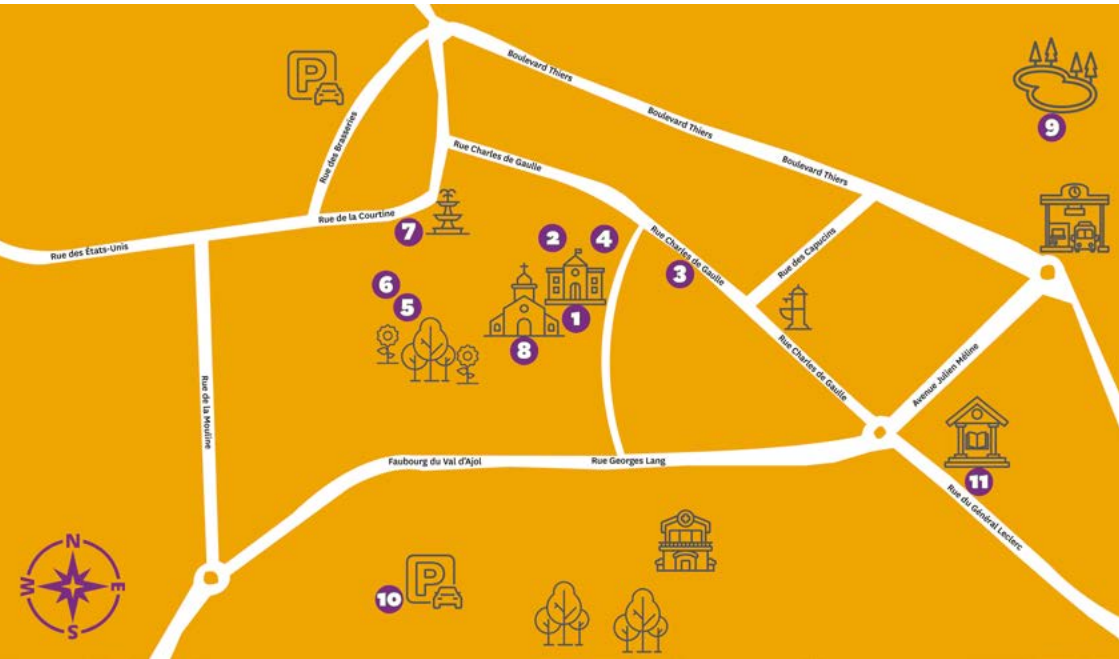 Boulevard Thiers
P
Boulevard Thiers
9
Rue des Brasseries
Rue Charles de Gaulle
Boulevard Thiers
Rue de la Courtine
7
2
4
Rue des États-Unis
Rue Charles de Gaulle
3
Rue des Capucins
6
5
1
8
Rue Charles de Gaulle
Avenue Julien Méline
Rue de la Mouline
Faubourg du Val d'Ajol
Rue Georges Lang
11
Rue du Général Leclerc
N
W
E
S
10
P